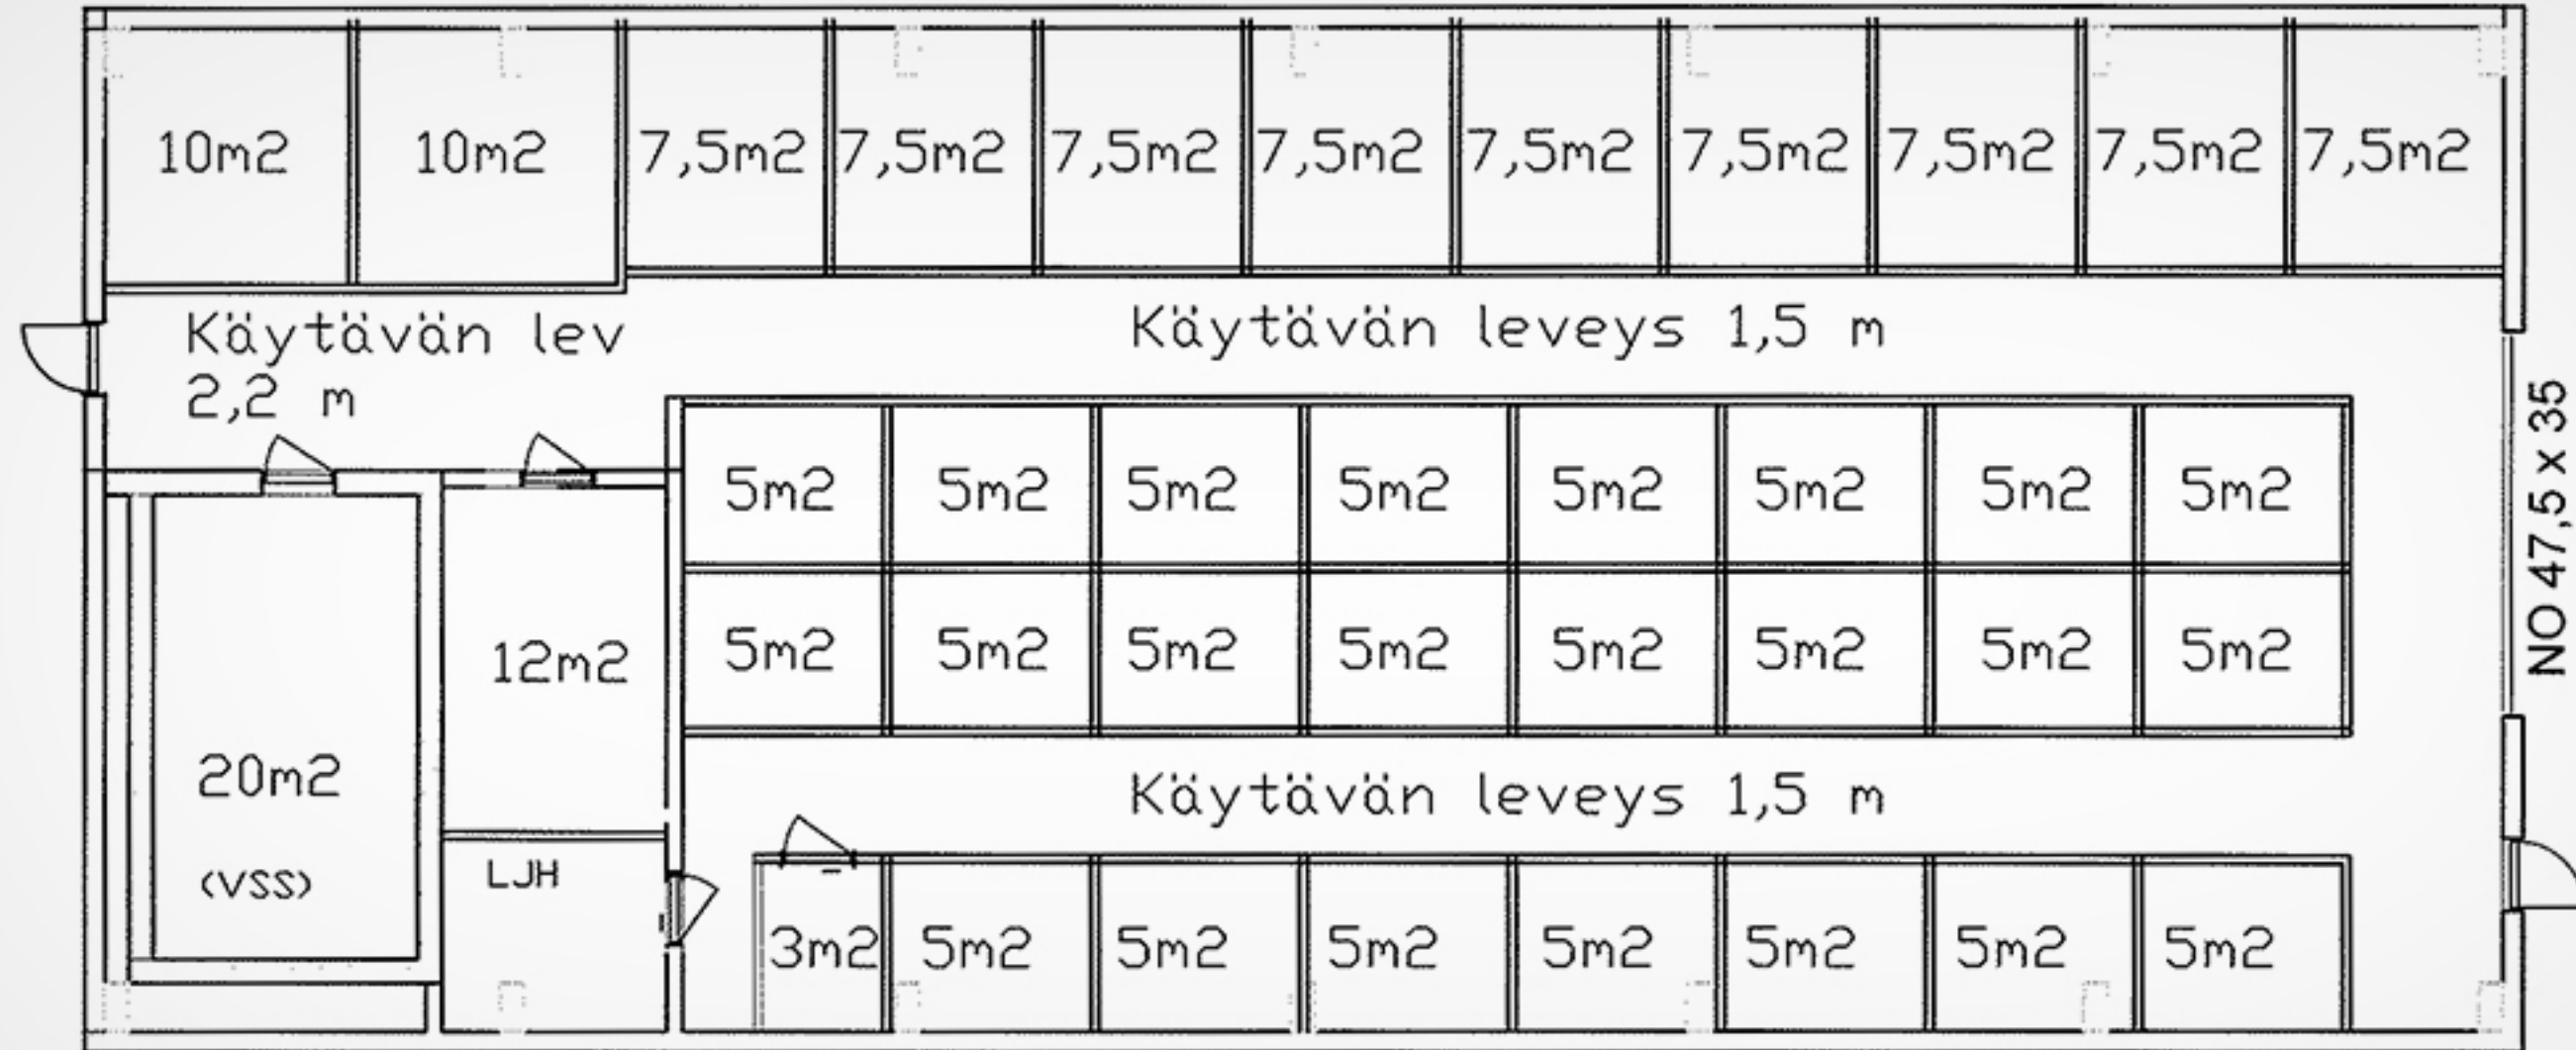 10m2 10m2 7,5m2 7,5m2 7,5m2 7,5m2 7,5m2 7,5m2 7,5m2 7,5m2 7,5m2
Käytävän lev
2,2 m
Käytävän leveys 1,5 m
NO 47,5 x 35
5m2 5m2 5m2 5m2 5m2 5m2 5m2 5m2
5m2 5m2 5m2 5m2 5m2 5m2 5m2 5m2
12m2
20m2
(VSS)
Käytävän leveys 1,5 m
LJH
3m2 5m2 5m2 5m2 5m2 5m2 5m2 5m2